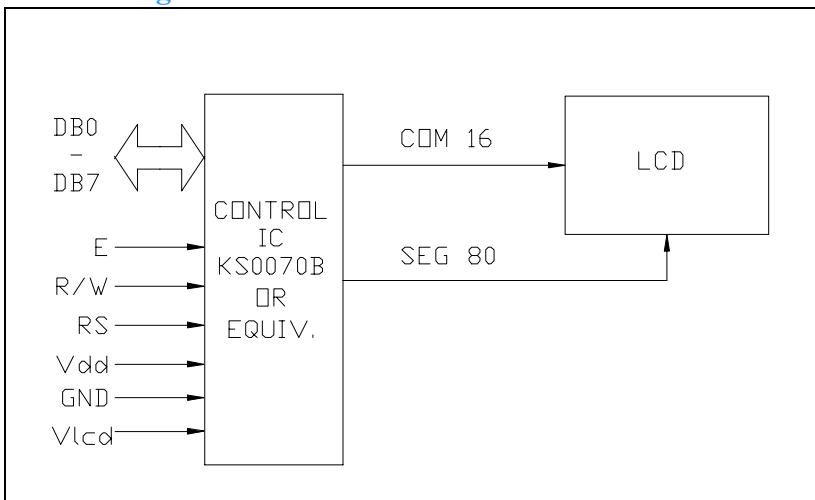 DB0
-
DB7
E
R/W
RS
Vdd
GND
Vlcd
CONTROL
IC
KS0070B
OR
EQUIV.
COM 16
SEG 80
LCD